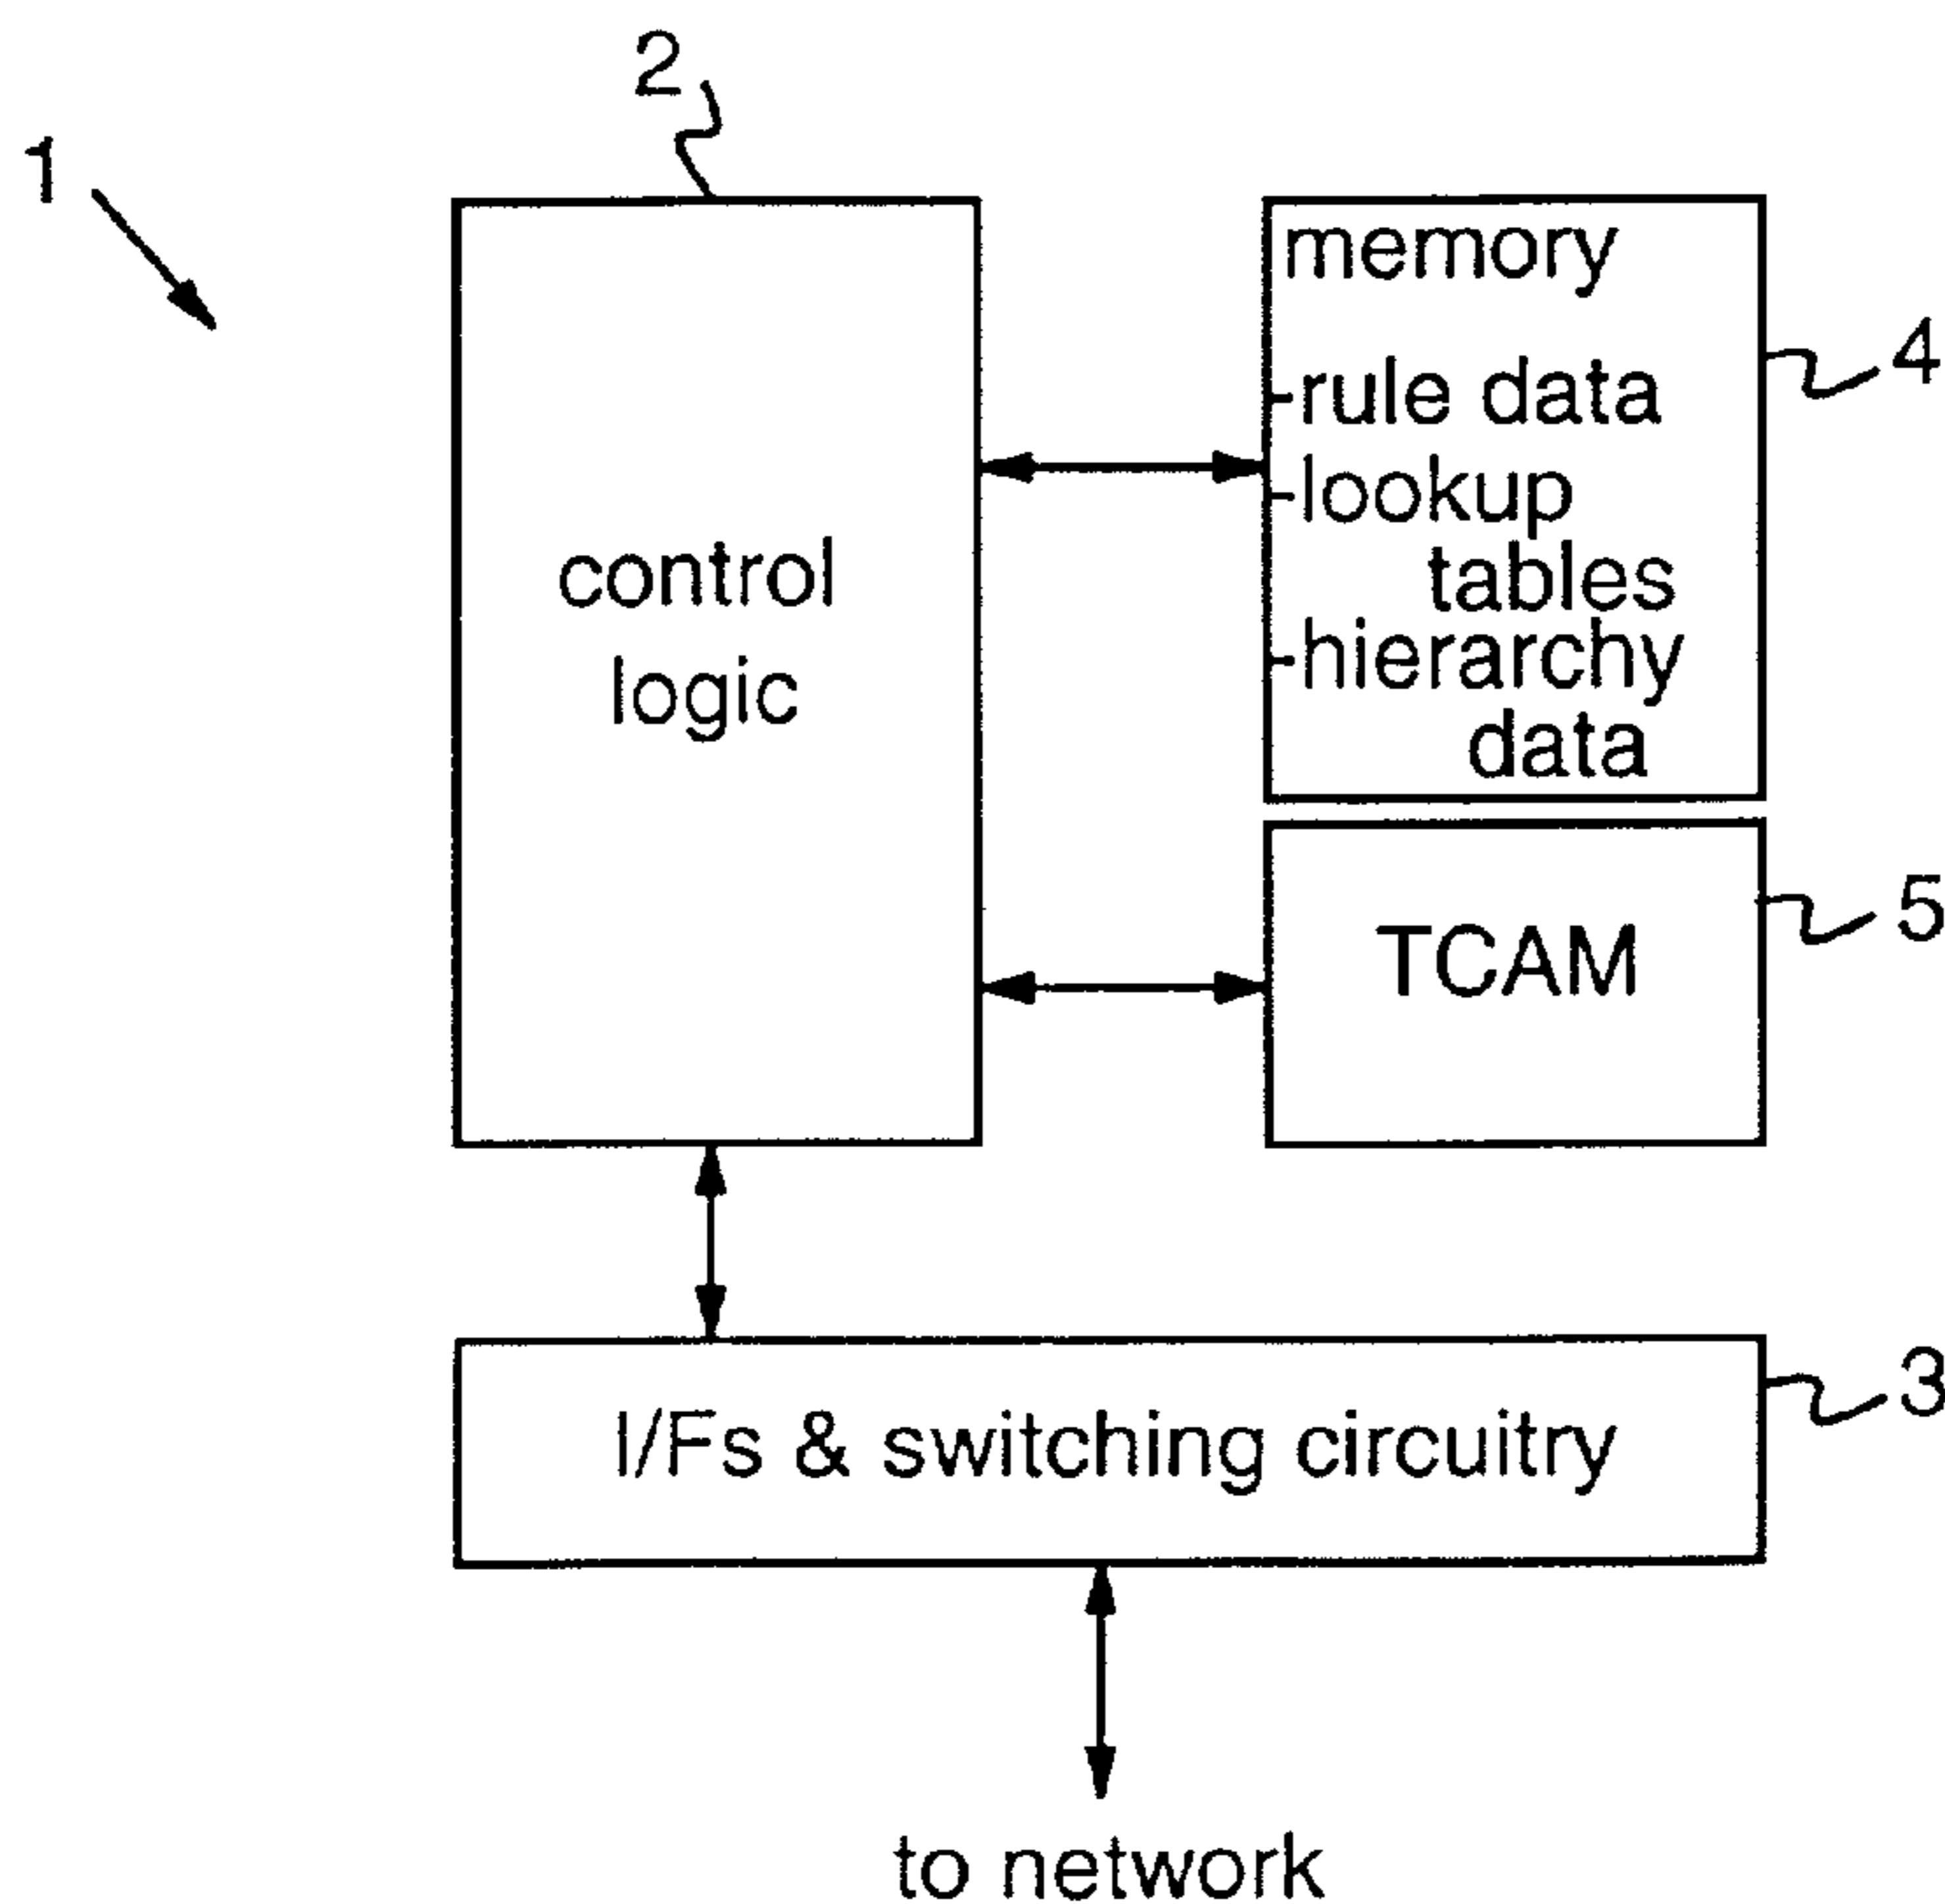 2
1
memory
-rule data
4
-lookup
tables
-hierarchy
data
control
logic
TCAM
5
I/Fs & switching circuitry
3
to network